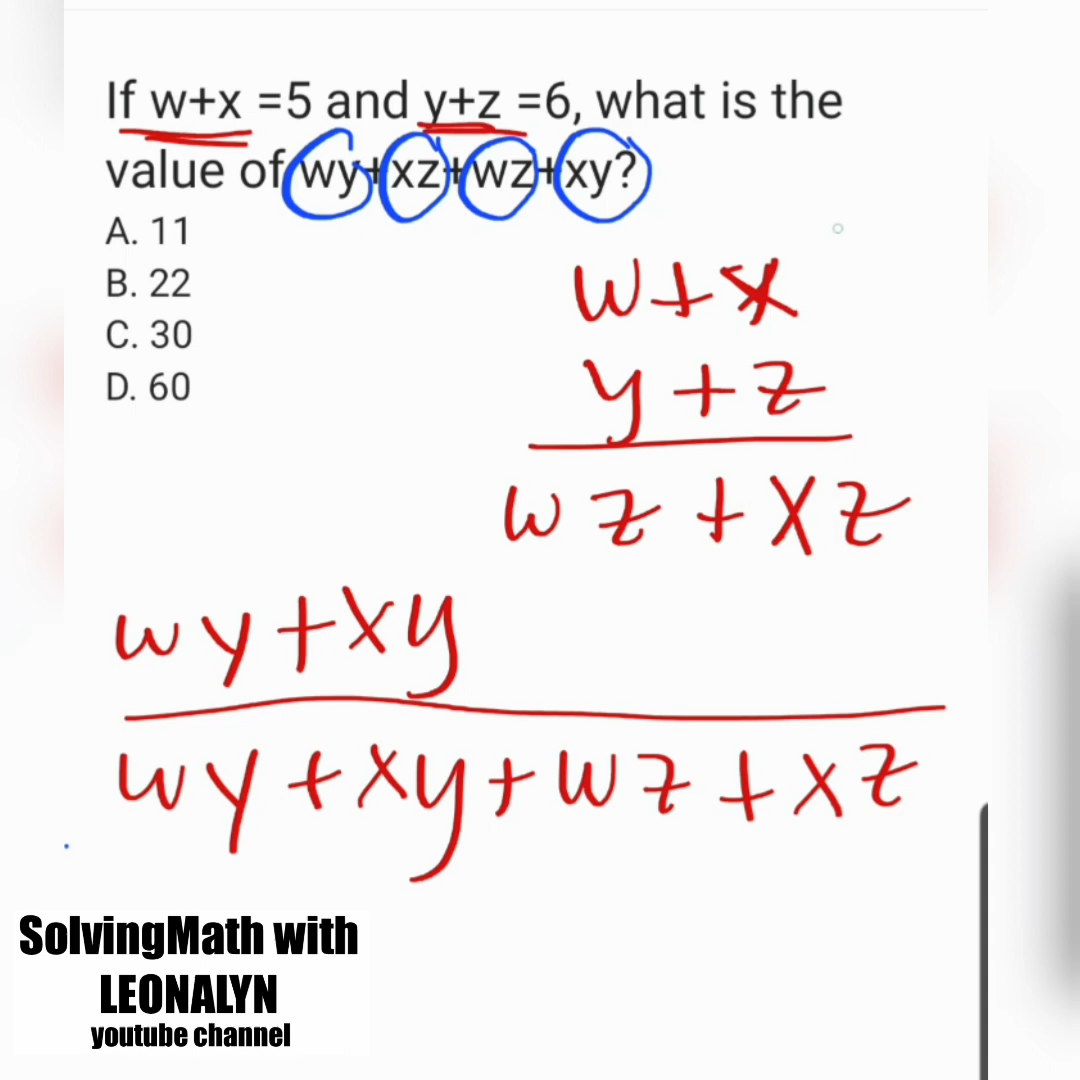 If w+x =5 and y+z =6, what is the
value of wy+xz+wz+xy?
A. 11
B. 22
C. 30
D. 60
w+x
y+z
wz+xz
wy+xy
wy+xy+wz+xz
SolvingMath with
LEONALYN
youtube channel